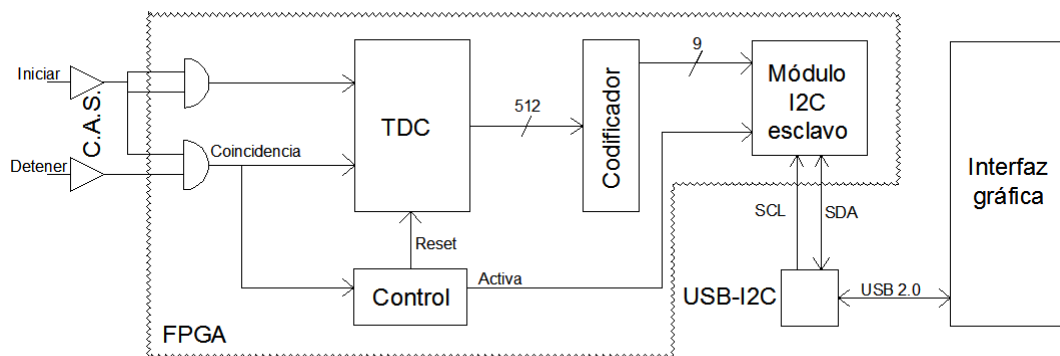 Iniciar
C.A.S.
Detener
Coincidencia
TDC
512
Codificador
9
Módulo
I2C
esclavo
Interfaz
gráfica
Reset
Control
Activa
SCL
SDA
USB-I2C
USB 2.0
FPGA